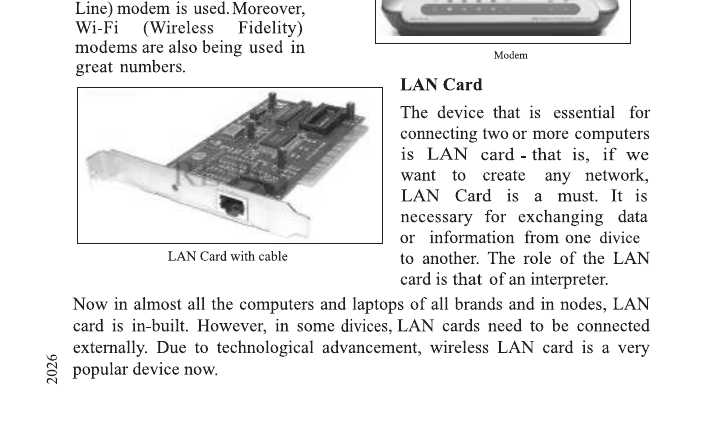 Line) modem is used. Moreover,
Wi-Fi (Wireless Fidelity)
modems are also being used in
great numbers.
Modem
LAN Card with cable
LAN Card
The device that is essential for
connecting two or more computers
is LAN card - that is, if we
want to create any network,
LAN Card is a must. It is
necessary for exchanging data
or information from one divice
to another. The role of the LAN
card is that of an interpreter.
Now in almost all the computers and laptops of all brands and in nodes, LAN
card is in-built. However, in some divices, LAN cards need to be connected
externally. Due to technological advancement, wireless LAN card is a very
popular device now.
2026